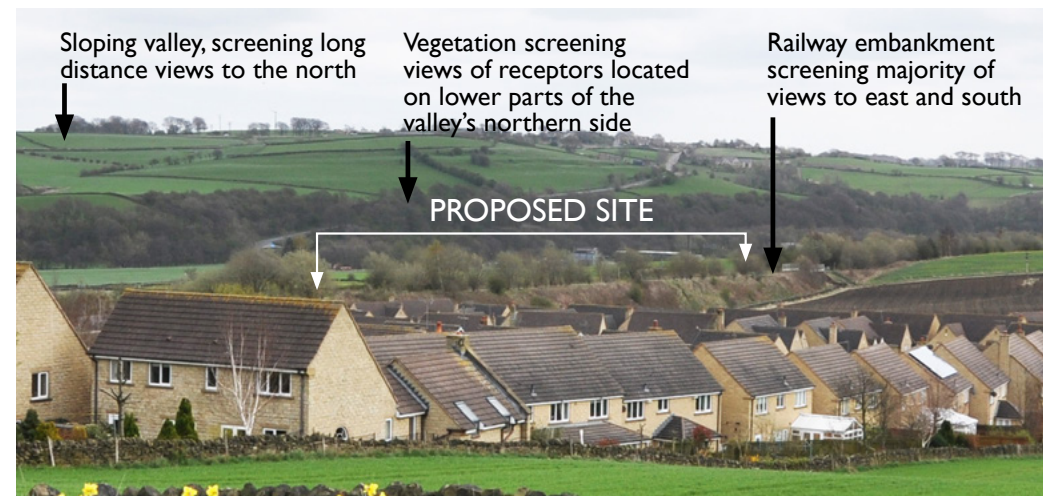 Sloping valley, screening long
distance views to the north
Vegetation screening
views of receptors located
on lower parts of the
valley’s northern side
Railway embankment
screening majority of
views to east and south
PROPOSED SITE